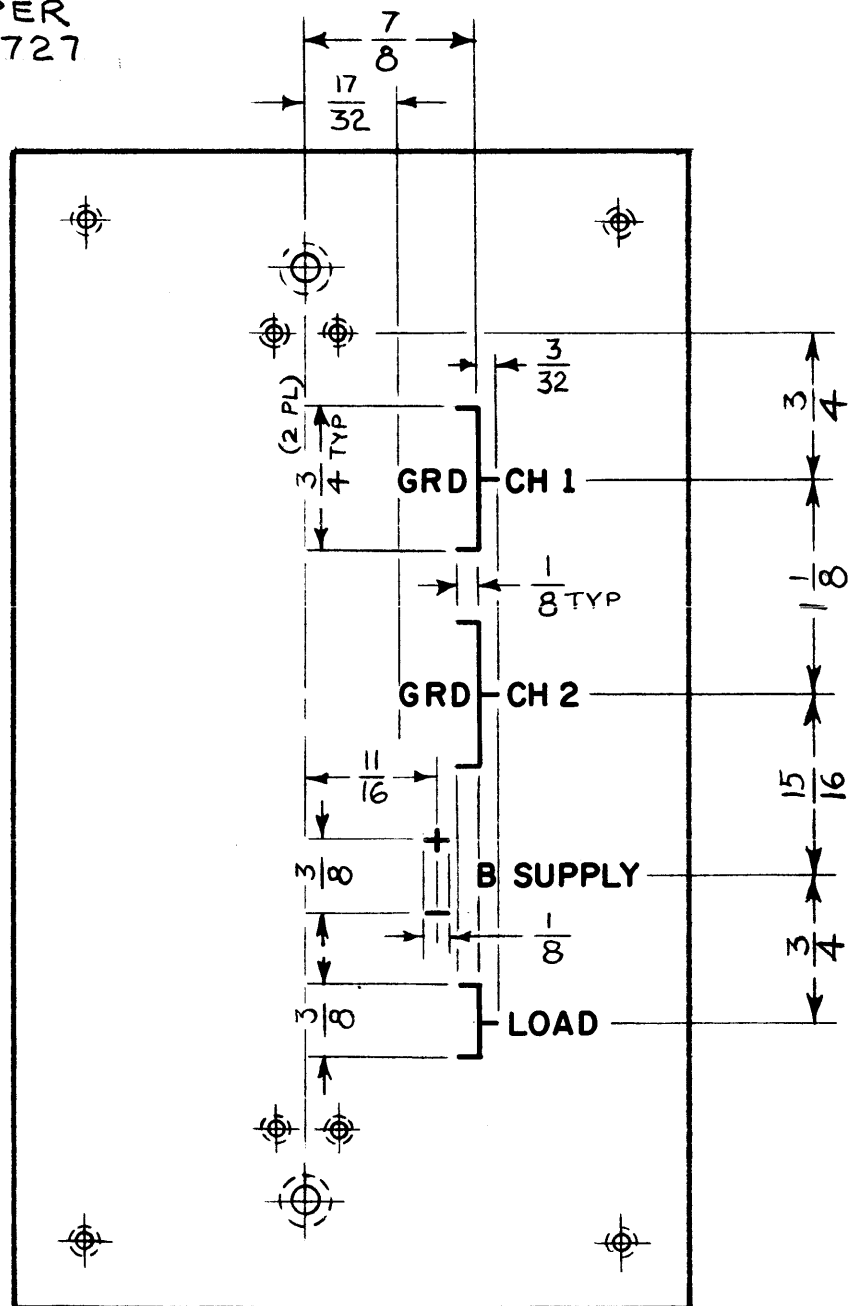 727
7/8
17/32
3/32
3/4
(2 PL)
3/4 TYP
GRD CH 1
1/8 TYP
1 1/8
GRD CH 2
11/16
15/16
+
3/8
B SUPPLY
−
1/8
3/4
3/8
LOAD